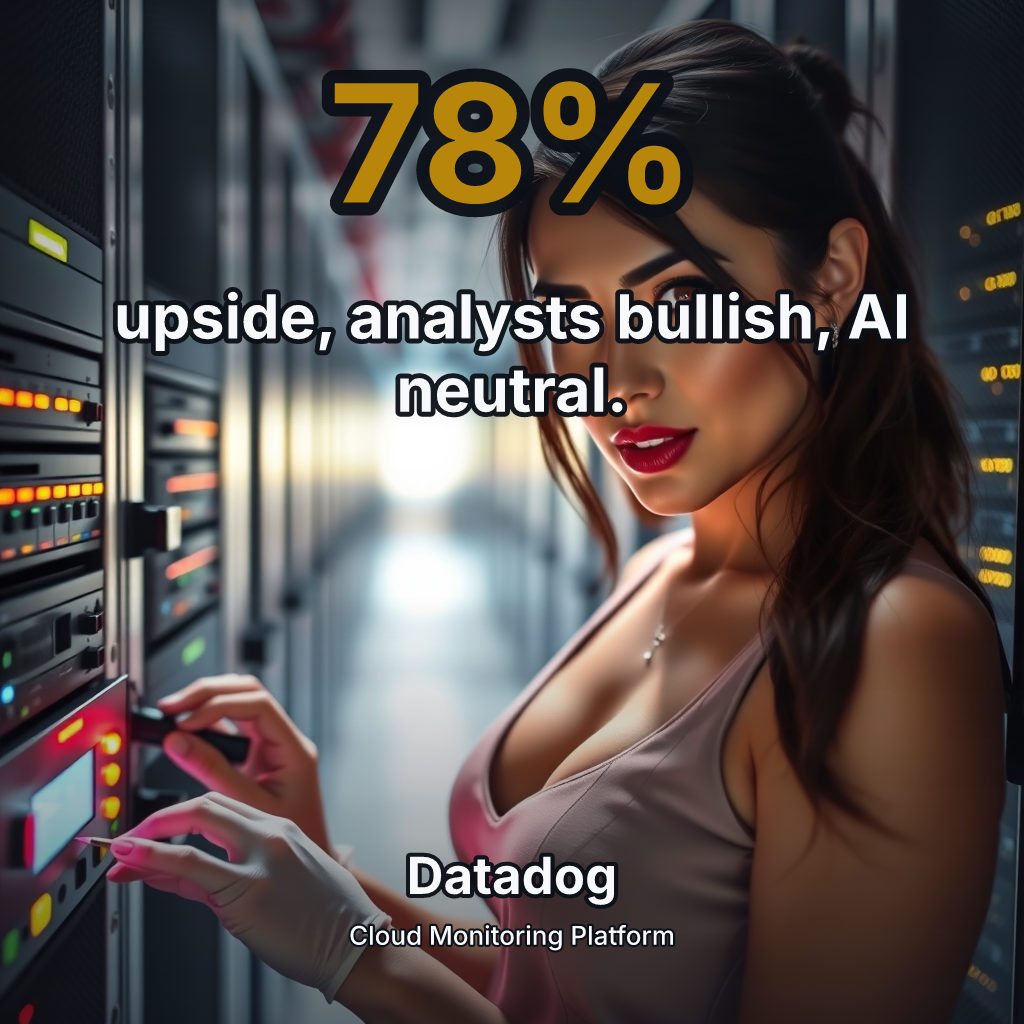 78%
upside, analysts bullish, AI
neutral.
Datadog
Cloud Monitoring Platform